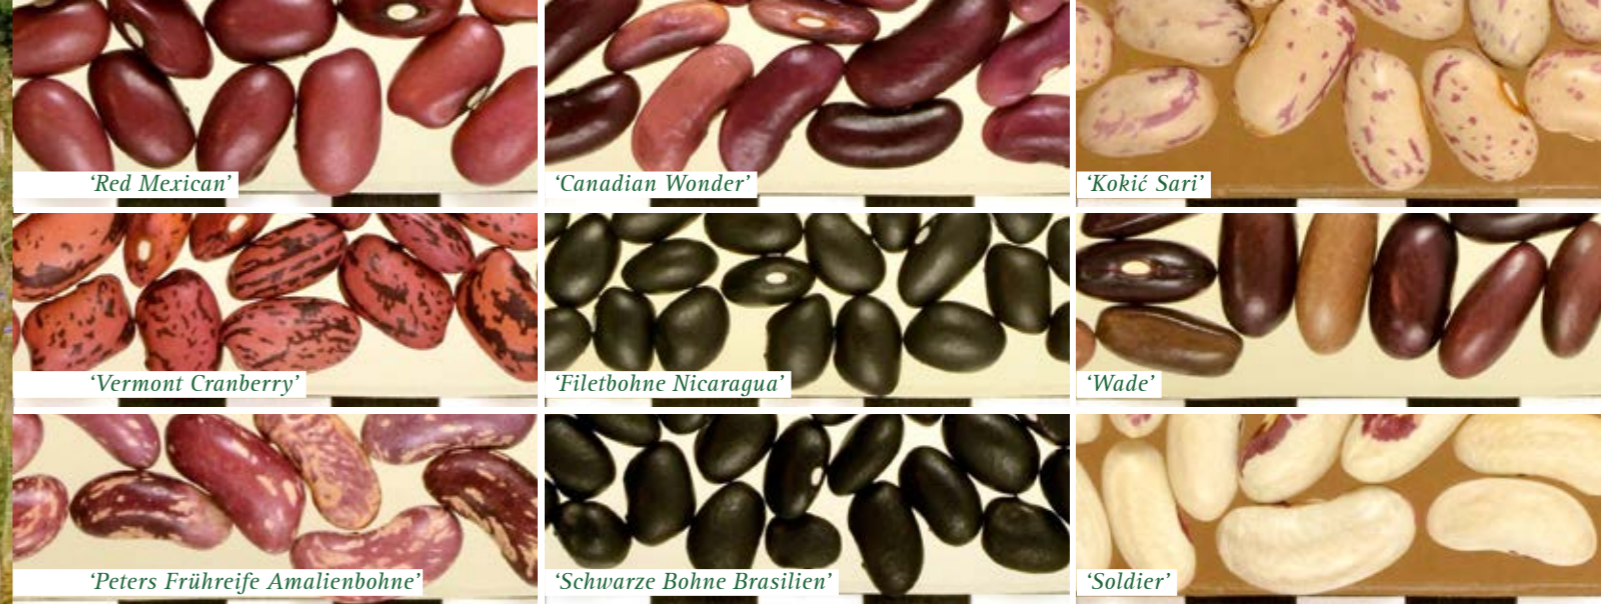 ‘Red Mexican’
‘Canadian Wonder’
‘Kokić Sari’
‘Vermont Cranberry’
‘Filetbohne Nicaragua’
‘Wade’
‘Peters Frühreife Amalienbohne’
‘Schwarze Bohne Brasilien’
‘Soldier’